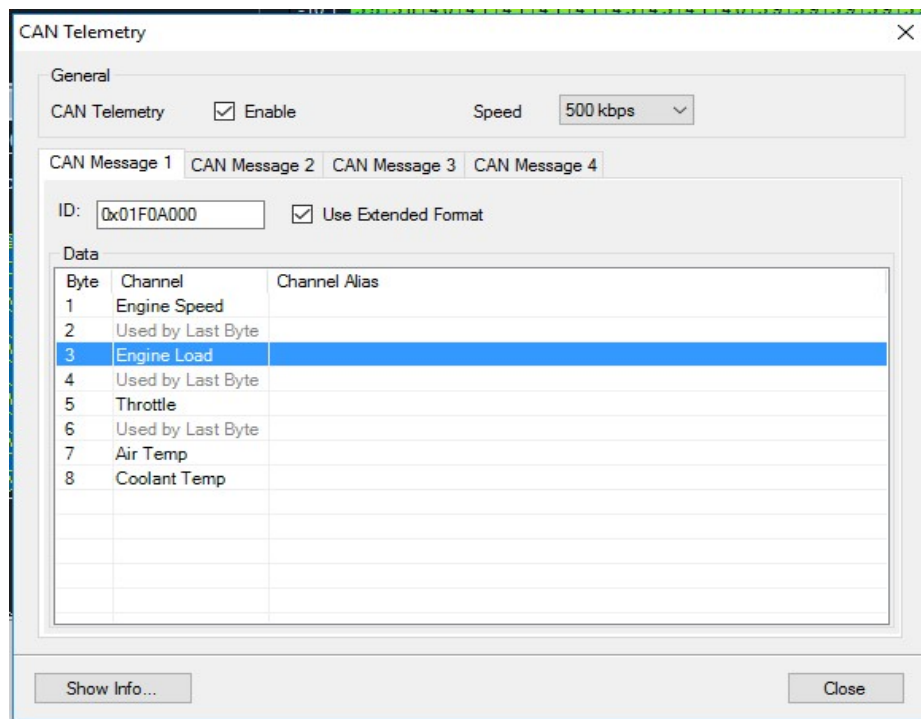 CAN Telemetry
General
CAN Telemetry Enable Speed 500 kbps
CAN Message 1 CAN Message 2 CAN Message 3 CAN Message 4
ID: 0x01F0A000 Use Extended Format
Data
Byte Channel Channel Alias
1 Engine Speed
2 Used by Last Byte
3 Engine Load
4 Used by Last Byte
5 Throttle
6 Used by Last Byte
7 Air Temp
8 Coolant Temp
Show Info... Close